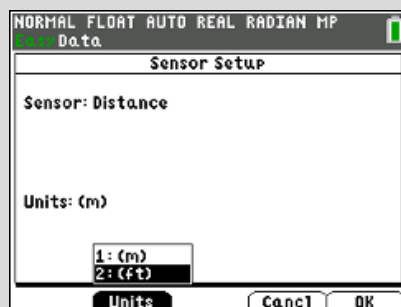 NORMAL FLOAT AUTO REAL RADIAN MP
EasyData
Sensor Setup
Sensor: Distance
Units: (m)
1: (m)
2: (ft)
Units Cancl OK